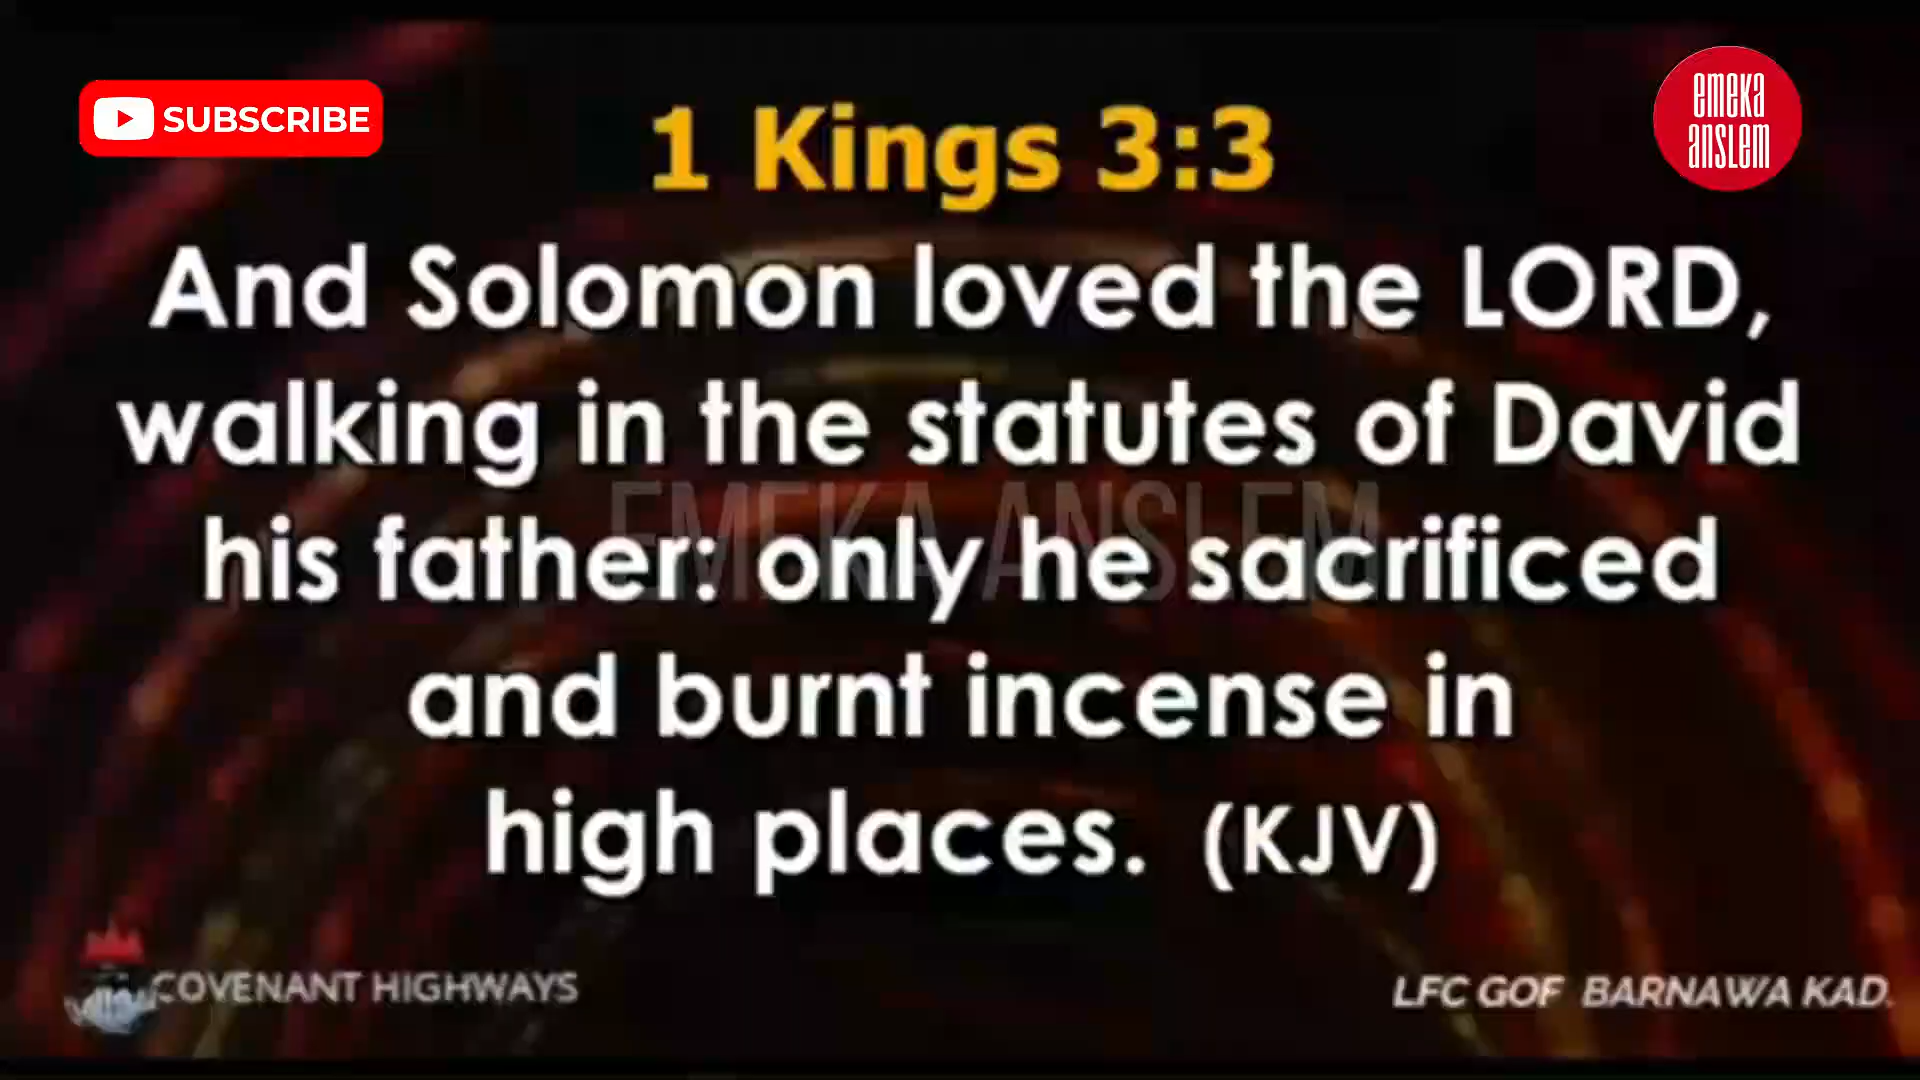 SUBSCRIBE
emeka
anslem
1 Kings 3:3
And Solomon loved the LORD,
walking in the statutes of David
his father: only he sacrificed
and burnt incense in
high places. (KJV)
EMEKA ANSLEM
COVENANT HIGHWAYS
LFC GOF BARNAWA KAD.